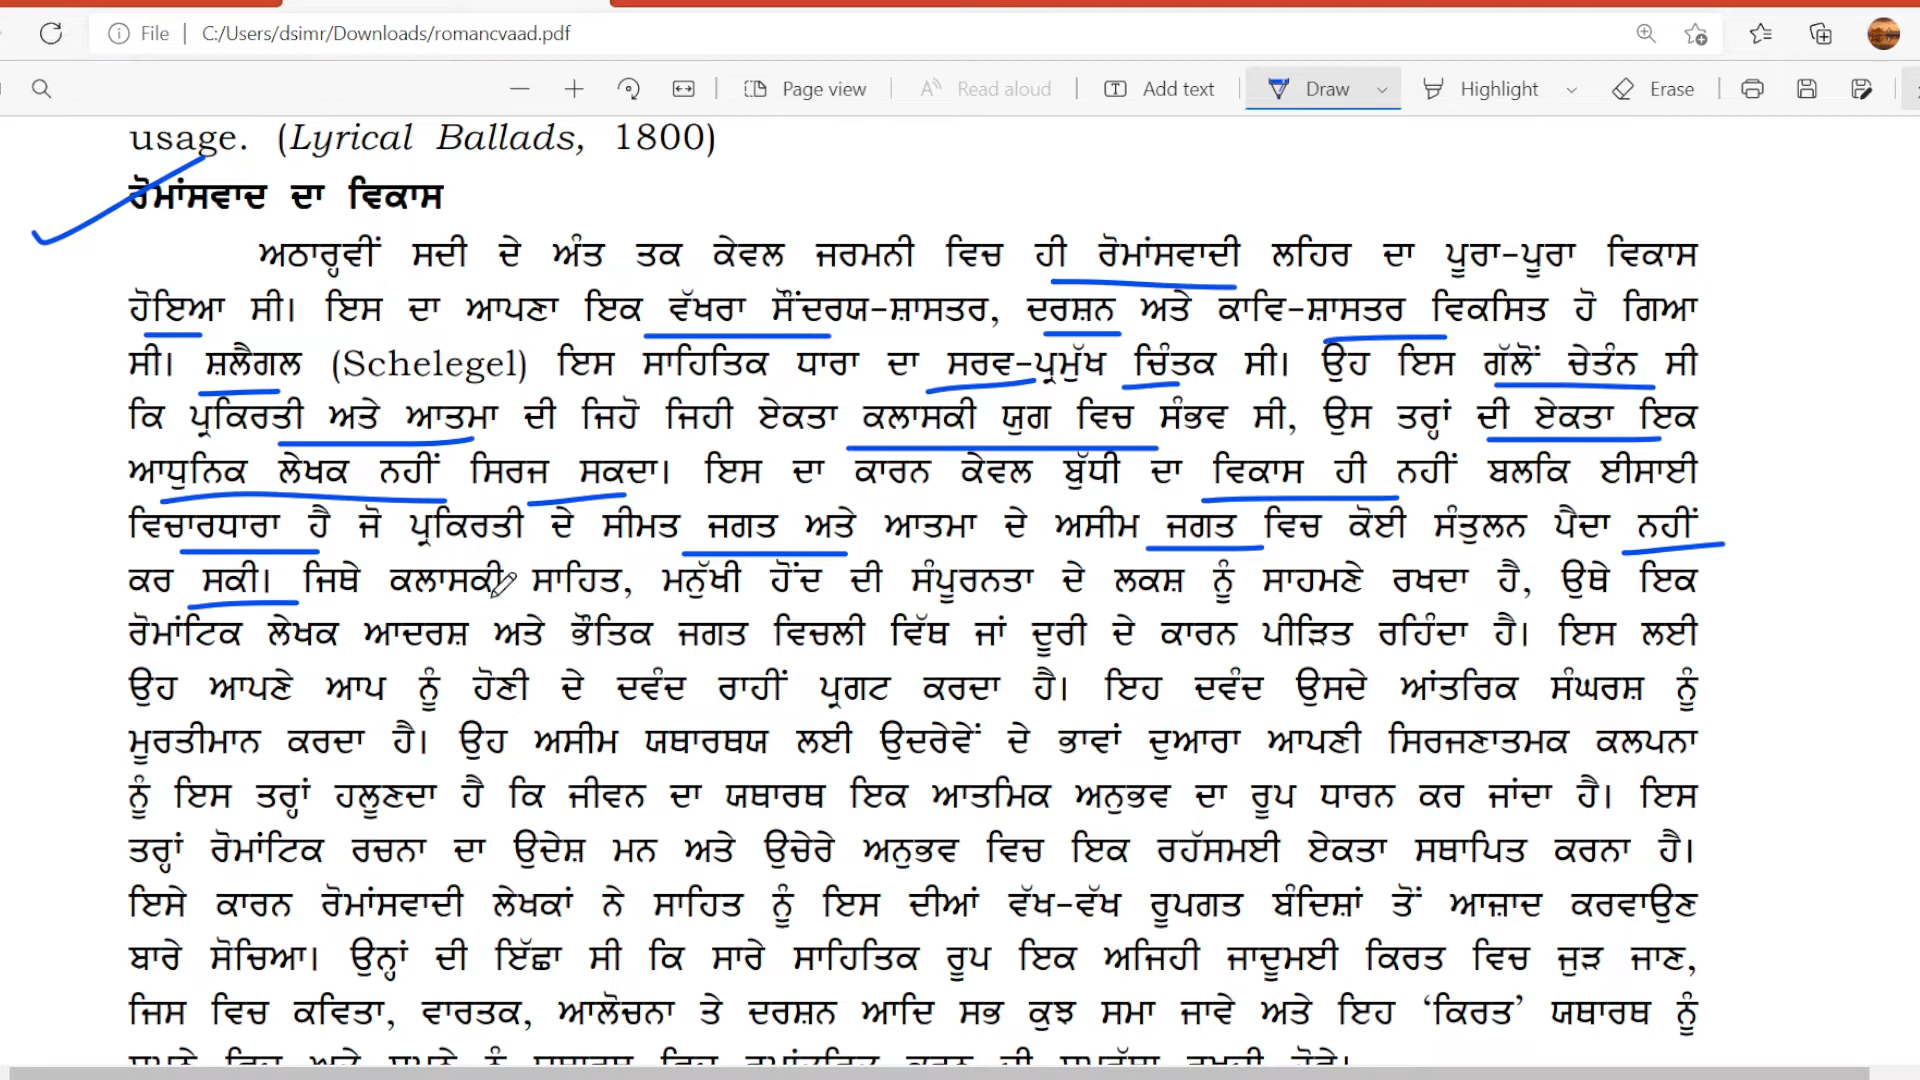 File | C:/Users/dsimr/Downloads/romancvaad.pdf
Page view | Read aloud | Add text | Draw Highlight Erase
usage. (Lyrical Ballads, 1800)
ਰੋਮਾਂਸਵਾਦ ਦਾ ਵਿਕਾਸ
ਅਠਾਰ੍ਹਵੀਂ ਸਦੀ ਦੇ ਅੰਤ ਤਕ ਕੇਵਲ ਜਰਮਨੀ ਵਿਚ ਹੀ ਰੋਮਾਂਸਵਾਦੀ ਲਹਿਰ ਦਾ ਪੂਰਾ-ਪੂਰਾ ਵਿਕਾਸ
ਹੋਇਆ ਸੀ। ਇਸ ਦਾ ਆਪਣਾ ਇਕ ਵੱਖਰਾ ਸੌਂਦਰਯ-ਸ਼ਾਸਤਰ, ਦਰਸ਼ਨ ਅਤੇ ਕਾਵਿ-ਸ਼ਾਸਤਰ ਵਿਕਸਿਤ ਹੋ ਗਿਆ
ਸੀ। ਸ਼ਲੈਗਲ (Schelegel) ਇਸ ਸਾਹਿਤਿਕ ਧਾਰਾ ਦਾ ਸਰਵ-ਪ੍ਰਮੁੱਖ ਚਿੰਤਕ ਸੀ। ਉਹ ਇਸ ਗੱਲੋਂ ਚੇਤੰਨ ਸੀ
ਕਿ ਪ੍ਰਕਿਰਤੀ ਅਤੇ ਆਤਮਾ ਦੀ ਜਿਹੋ ਜਿਹੀ ਏਕਤਾ ਕਲਾਸਕੀ ਯੁਗ ਵਿਚ ਸੰਭਵ ਸੀ, ਉਸ ਤਰ੍ਹਾਂ ਦੀ ਏਕਤਾ ਇਕ
ਆਧੁਨਿਕ ਲੇਖਕ ਨਹੀਂ ਸਿਰਜ ਸਕਦਾ। ਇਸ ਦਾ ਕਾਰਨ ਕੇਵਲ ਬੁੱਧੀ ਦਾ ਵਿਕਾਸ ਹੀ ਨਹੀਂ ਬਲਕਿ ਈਸਾਈ
ਵਿਚਾਰਧਾਰਾ ਹੈ ਜੋ ਪ੍ਰਕਿਰਤੀ ਦੇ ਸੀਮਤ ਜਗਤ ਅਤੇ ਆਤਮਾ ਦੇ ਅਸੀਮ ਜਗਤ ਵਿਚ ਕੋਈ ਸੰਤੁਲਨ ਪੈਦਾ ਨਹੀਂ
ਕਰ ਸਕੀ। ਜਿਥੇ ਕਲਾਸਕੀ ਸਾਹਿਤ, ਮਨੁੱਖੀ ਹੋਂਦ ਦੀ ਸੰਪੂਰਨਤਾ ਦੇ ਲਕਸ਼ ਨੂੰ ਸਾਹਮਣੇ ਰਖਦਾ ਹੈ, ਉਥੇ ਇਕ
ਰੋਮਾਂਟਿਕ ਲੇਖਕ ਆਦਰਸ਼ ਅਤੇ ਭੌਤਿਕ ਜਗਤ ਵਿਚਲੀ ਵਿੱਥ ਜਾਂ ਦੂਰੀ ਦੇ ਕਾਰਨ ਪੀੜਿਤ ਰਹਿੰਦਾ ਹੈ। ਇਸ ਲਈ
ਉਹ ਆਪਣੇ ਆਪ ਨੂੰ ਹੋਣੀ ਦੇ ਦਵੰਦ ਰਾਹੀਂ ਪ੍ਰਗਟ ਕਰਦਾ ਹੈ। ਇਹ ਦਵੰਦ ਉਸਦੇ ਆਂਤਰਿਕ ਸੰਘਰਸ਼ ਨੂੰ
ਮੂਰਤੀਮਾਨ ਕਰਦਾ ਹੈ। ਉਹ ਅਸੀਮ ਯਥਾਰਥਯ ਲਈ ਉਦਰੇਵੇਂ ਦੇ ਭਾਵਾਂ ਦੁਆਰਾ ਆਪਣੀ ਸਿਰਜਣਾਤਮਕ ਕਲਪਨਾ
ਨੂੰ ਇਸ ਤਰ੍ਹਾਂ ਹਲੂਣਦਾ ਹੈ ਕਿ ਜੀਵਨ ਦਾ ਯਥਾਰਥ ਇਕ ਆਤਮਿਕ ਅਨੁਭਵ ਦਾ ਰੂਪ ਧਾਰਨ ਕਰ ਜਾਂਦਾ ਹੈ। ਇਸ
ਤਰ੍ਹਾਂ ਰੋਮਾਂਟਿਕ ਰਚਨਾ ਦਾ ਉਦੇਸ਼ ਮਨ ਅਤੇ ਉਚੇਰੇ ਅਨੁਭਵ ਵਿਚ ਇਕ ਰਹੱਸਮਈ ਏਕਤਾ ਸਥਾਪਿਤ ਕਰਨਾ ਹੈ।
ਇਸੇ ਕਾਰਨ ਰੋਮਾਂਸਵਾਦੀ ਲੇਖਕਾਂ ਨੇ ਸਾਹਿਤ ਨੂੰ ਇਸ ਦੀਆਂ ਵੱਖ-ਵੱਖ ਰੂਪਗਤ ਬੰਦਿਸ਼ਾਂ ਤੋਂ ਆਜ਼ਾਦ ਕਰਵਾਉਣ
ਬਾਰੇ ਸੋਚਿਆ। ਉਨ੍ਹਾਂ ਦੀ ਇੱਛਾ ਸੀ ਕਿ ਸਾਰੇ ਸਾਹਿਤਿਕ ਰੂਪ ਇਕ ਅਜਿਹੀ ਜਾਦੂਮਈ ਕਿਰਤ ਵਿਚ ਜੁੜ ਜਾਣ,
ਜਿਸ ਵਿਚ ਕਵਿਤਾ, ਵਾਰਤਕ, ਆਲੋਚਨਾ ਤੇ ਦਰਸ਼ਨ ਆਦਿ ਸਭ ਕੁਝ ਸਮਾ ਜਾਵੇ ਅਤੇ ਇਹ ‘ਕਿਰਤ’ ਯਥਾਰਥ ਨੂੰ